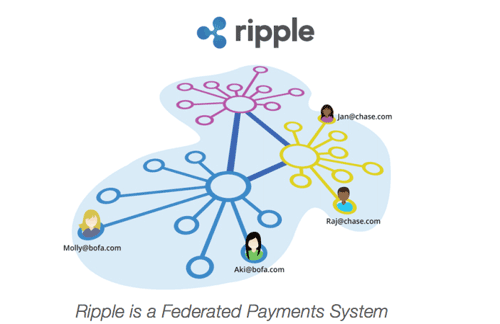 ripple
Jan@chase.com
Raj@chase.com
Molly@bofa.com
Aki@bofa.com
Ripple is a Federated Payments System